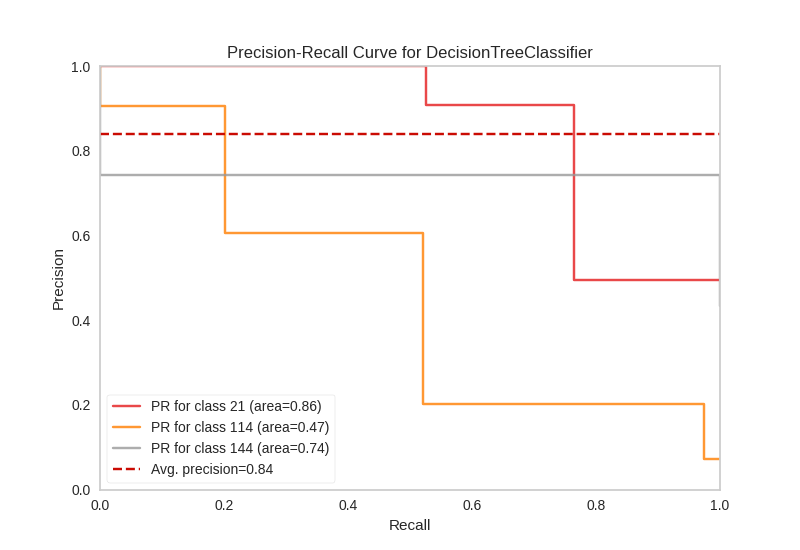 Precision-Recall Curve for DecisionTreeClassifier
1.0
0.8
0.6
0.4
0.2
0.0
Precision
PR for class 21 (area=0.86)
PR for class 114 (area=0.47)
PR for class 144 (area=0.74)
Avg. precision=0.84
0.0 0.2 0.4 0.6 0.8 1.0
Recall